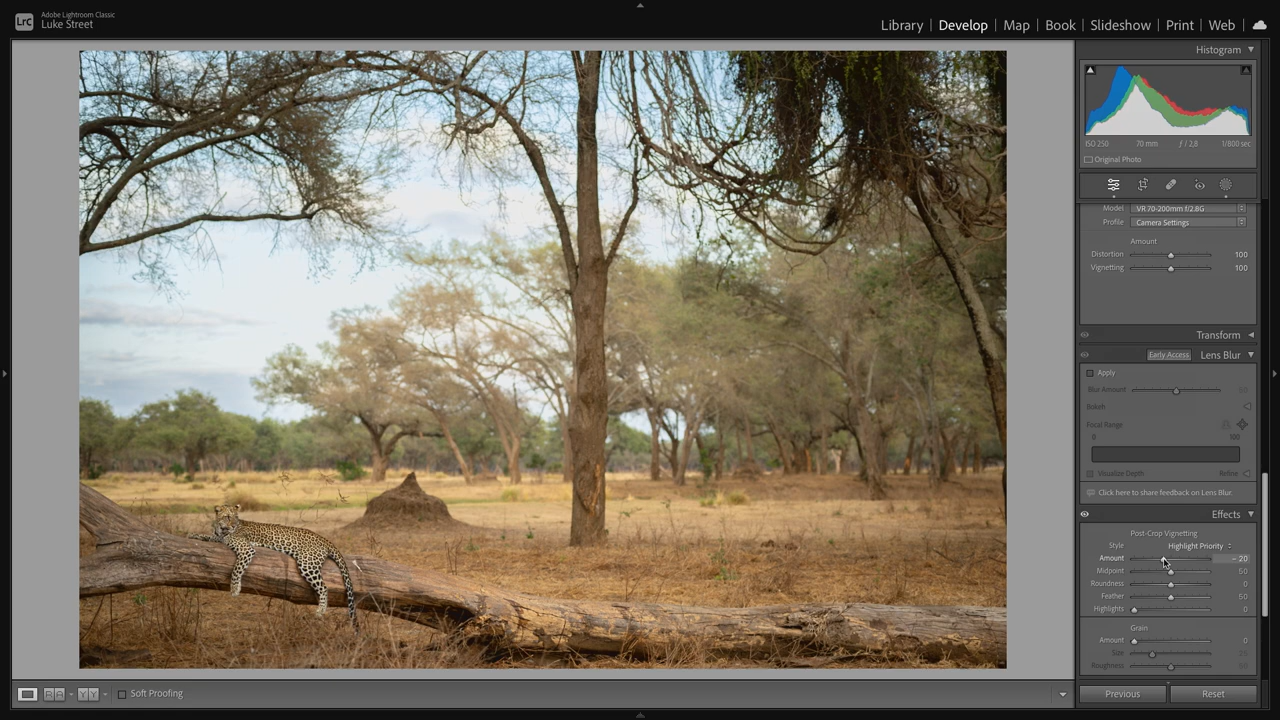 Adobe Lightroom Classic
LrC Luke Street
Library | Develop | Map | Book | Slideshow | Print | Web
Histogram
ISO 250 70 mm ƒ / 2,8 1/800 sec
Original Photo
Model VR 70-200mm f/2.8G
Profile Camera Settings
Amount
Distortion 100
Vignetting 100
Transform
Early Access Lens Blur
Apply
Blur Amount
Bokeh
Focal Range
0 100
Visualize Depth Refine
Click here to share feedback on Lens Blur.
Effects
Post-Crop Vignetting
Style Highlight Priority
Amount – 20
Midpoint 50
Roundness 0
Feather 50
Highlights 0
Grain
Amount 0
Size 25
Roughness 50
Soft Proofing
Previous Reset